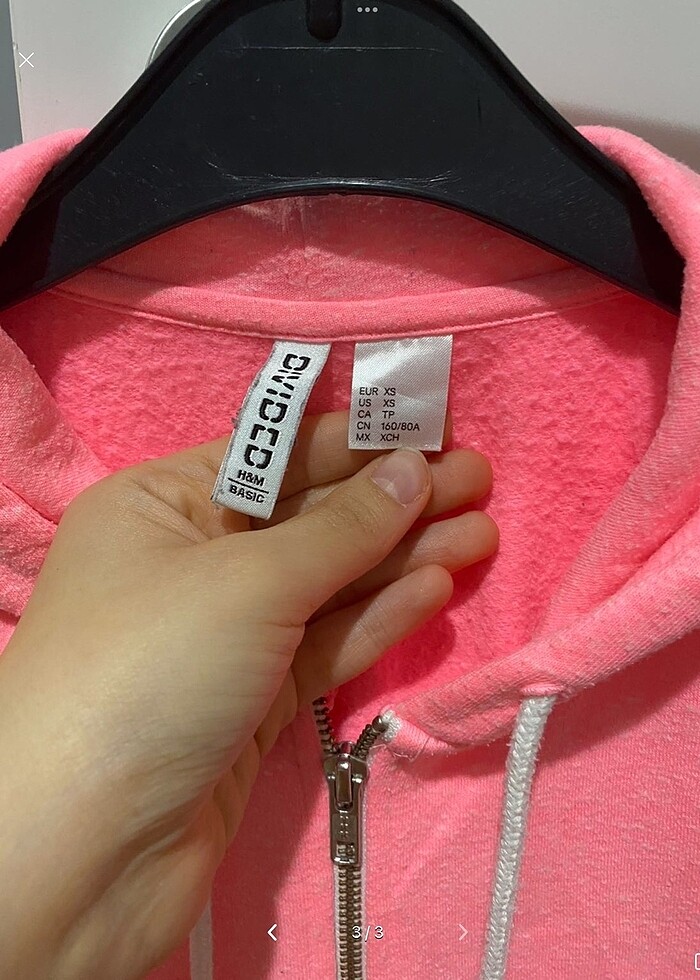 DIVIDED
H&M
BASIC
EUR XS
US XS
CA TP
CN 160/80A
MX XCH
3/3